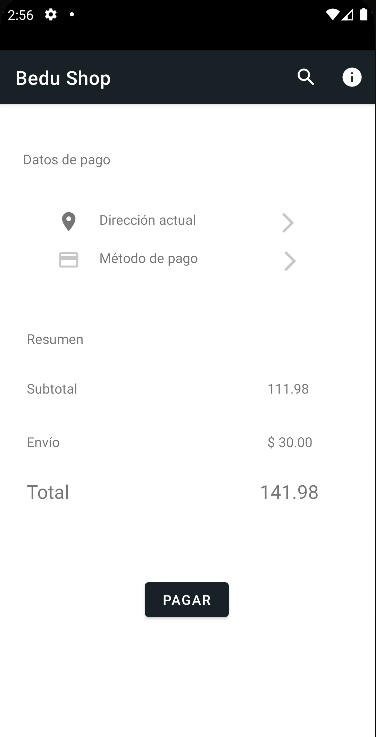 2:56
Bedu Shop
Datos de pago
Dirección actual
Método de pago
Resumen
Subtotal 111.98
Envío $ 30.00
Total 141.98
PAGAR